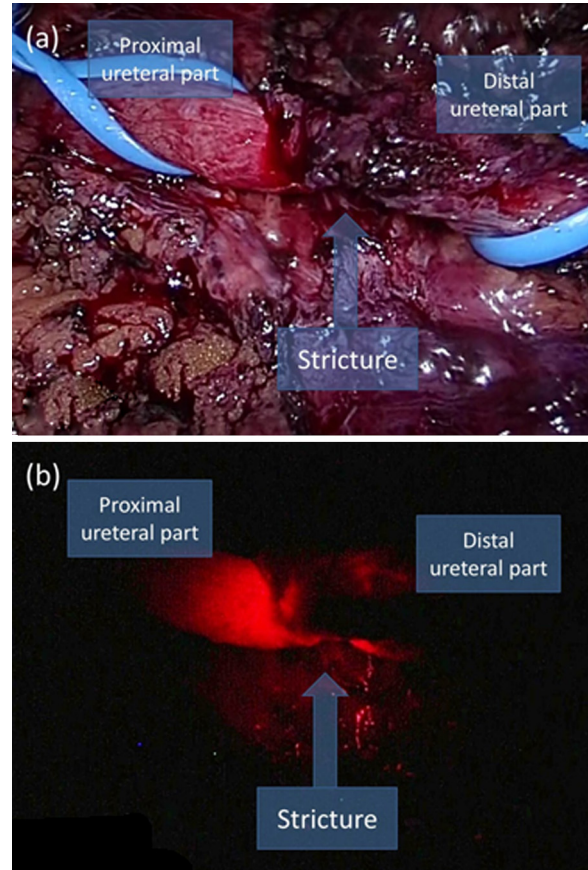 (a)
Proximal
ureteral part
Distal
ureteral part
Stricture
(b)
Proximal
ureteral part
Distal
ureteral part
Stricture